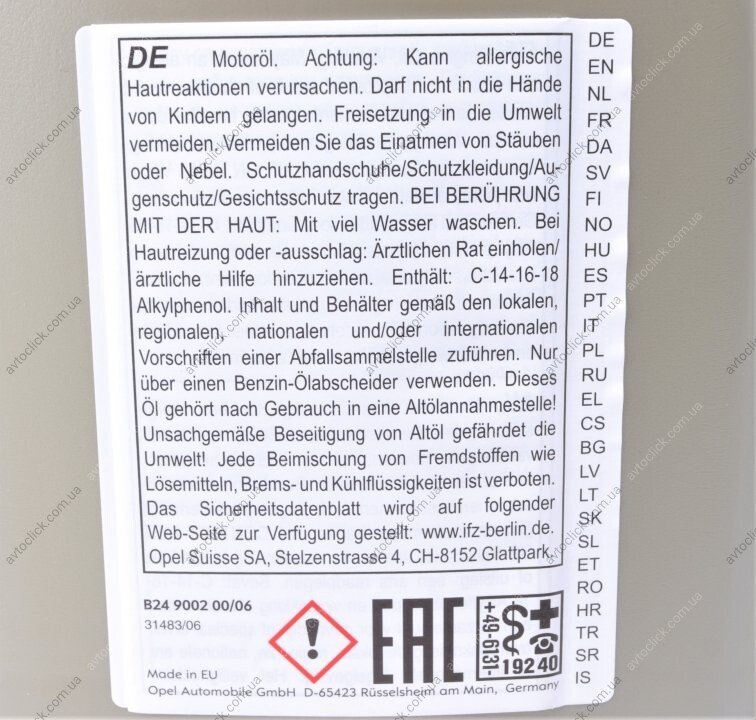 DE Motoröl. Achtung: Kann allergische
Hautreaktionen verursachen. Darf nicht in die Hände
von Kindern gelangen. Freisetzung in die Umwelt
vermeiden. Vermeiden Sie das Einatmen von Stäuben
oder Nebel. Schutzhandschuhe/Schutzkleidung/Au-
genschutz/Gesichtsschutz tragen. BEI BERÜHRUNG
MIT DER HAUT: Mit viel Wasser waschen. Bei
Hautreizung oder -ausschlag: Ärztlichen Rat einholen/
ärztliche Hilfe hinzuziehen. Enthält: C-14-16-18
Alkylphenol. Inhalt und Behälter gemäß den lokalen,
regionalen, nationalen und/oder internationalen
Vorschriften einer Abfallsammelstelle zuführen. Nur
über einen Benzin-Ölabscheider verwenden. Dieses
Öl gehört nach Gebrauch in eine Altölannahmestelle!
Unsachgemäße Beseitigung von Altöl gefährdet die
Umwelt! Jede Beimischung von Fremdstoffen wie
Lösemitteln, Brems- und Kühlflüssigkeiten ist verboten.
Das Sicherheitsdatenblatt wird auf folgender
Web-Seite zur Verfügung gestellt: www.ifz-berlin.de.
Opel Suisse SA, Stelzenstrasse 4, CH-8152 Glattpark
DE
EN
NL
FR
DA
SV
FI
NO
HU
ES
PT
IT
PL
RU
EL
CS
BG
LV
LT
SK
SL
ET
RO
HR
TR
SR
IS
B24 9002 00/06
31483/06
EAC
+49-6131-
19240
Made in EU
Opel Automobile GmbH D-65423 Rüsselsheim am Main, Germany
avtoclick.com.ua